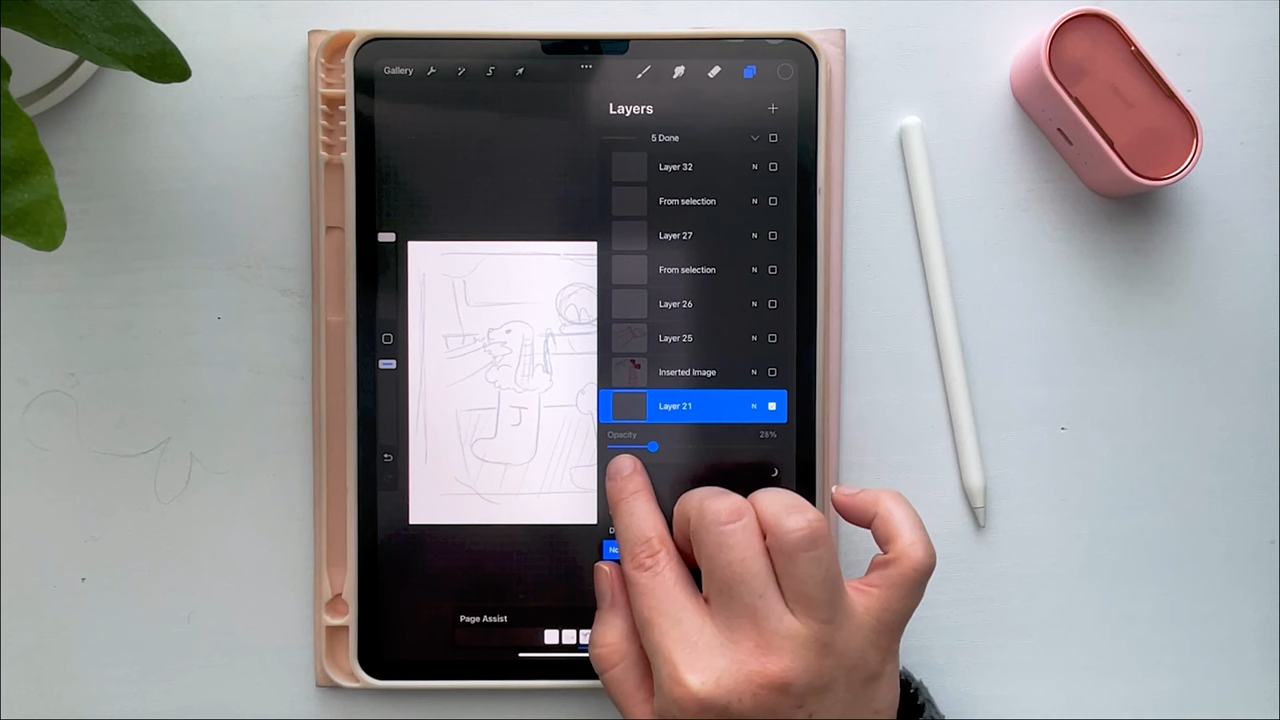 Gallery
Layers
5 Done
Layer 32 N
From selection N
Layer 27 N
From selection N
Layer 26 N
Layer 25 N
Inserted Image N
Layer 21 N
Opacity 28%
Page Assist